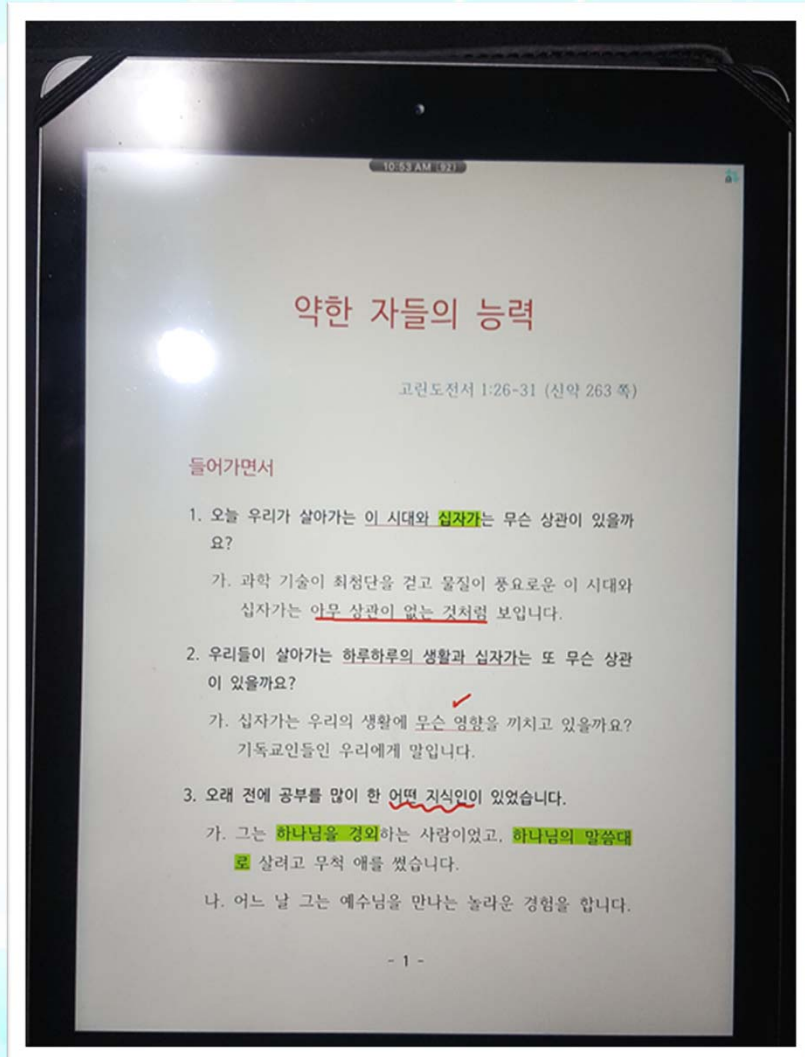 10:53 AM (92)
약한 자들의 능력
고린도전서 1:26-31 (신약 263 쪽)
들어가면서
1. 오늘 우리가 살아가는 이 시대와 십자가는 무슨 상관이 있을까
요?
가. 과학 기술이 최첨단을 걷고 물질이 풍요로운 이 시대와
십자가는 아무 상관이 없는 것처럼 보입니다.
2. 우리들이 살아가는 하루하루의 생활과 십자가는 또 무슨 상관
이 있을까요?
가. 십자가는 우리의 생활에 무슨 영향을 끼치고 있을까요?
기독교인들인 우리에게 말입니다.
3. 오래 전에 공부를 많이 한 어떤 지식인이 있었습니다.
가. 그는 하나님을 경외하는 사람이었고, 하나님의 말씀대
로 살려고 무척 애를 썼습니다.
나. 어느 날 그는 예수님을 만나는 놀라운 경험을 합니다.
- 1 -